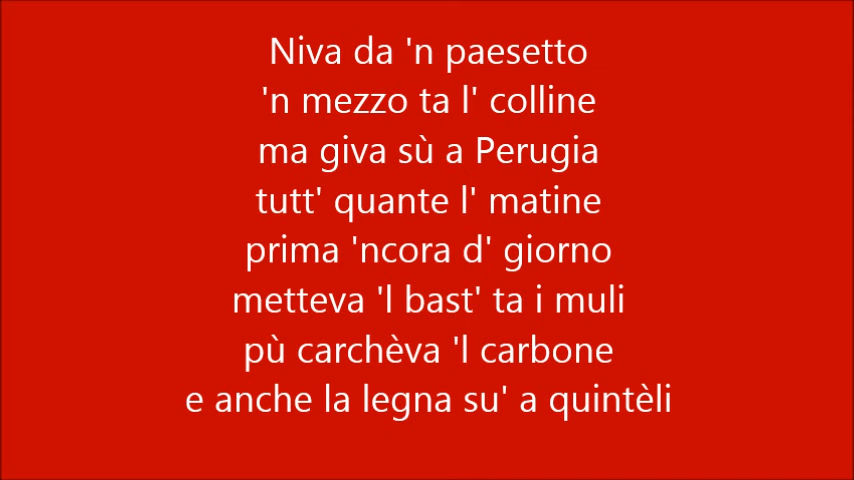 Niva da 'n paesetto
'n mezzo ta l' colline
ma giva sù a Perugia
tutt' quante l' matine
prima 'ncora d' giorno
metteva 'l bast' ta i muli
pù carchèva 'l carbone
e anche la legna su' a quintèli